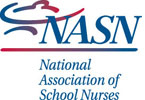 NASN
National
Association of
School Nurses